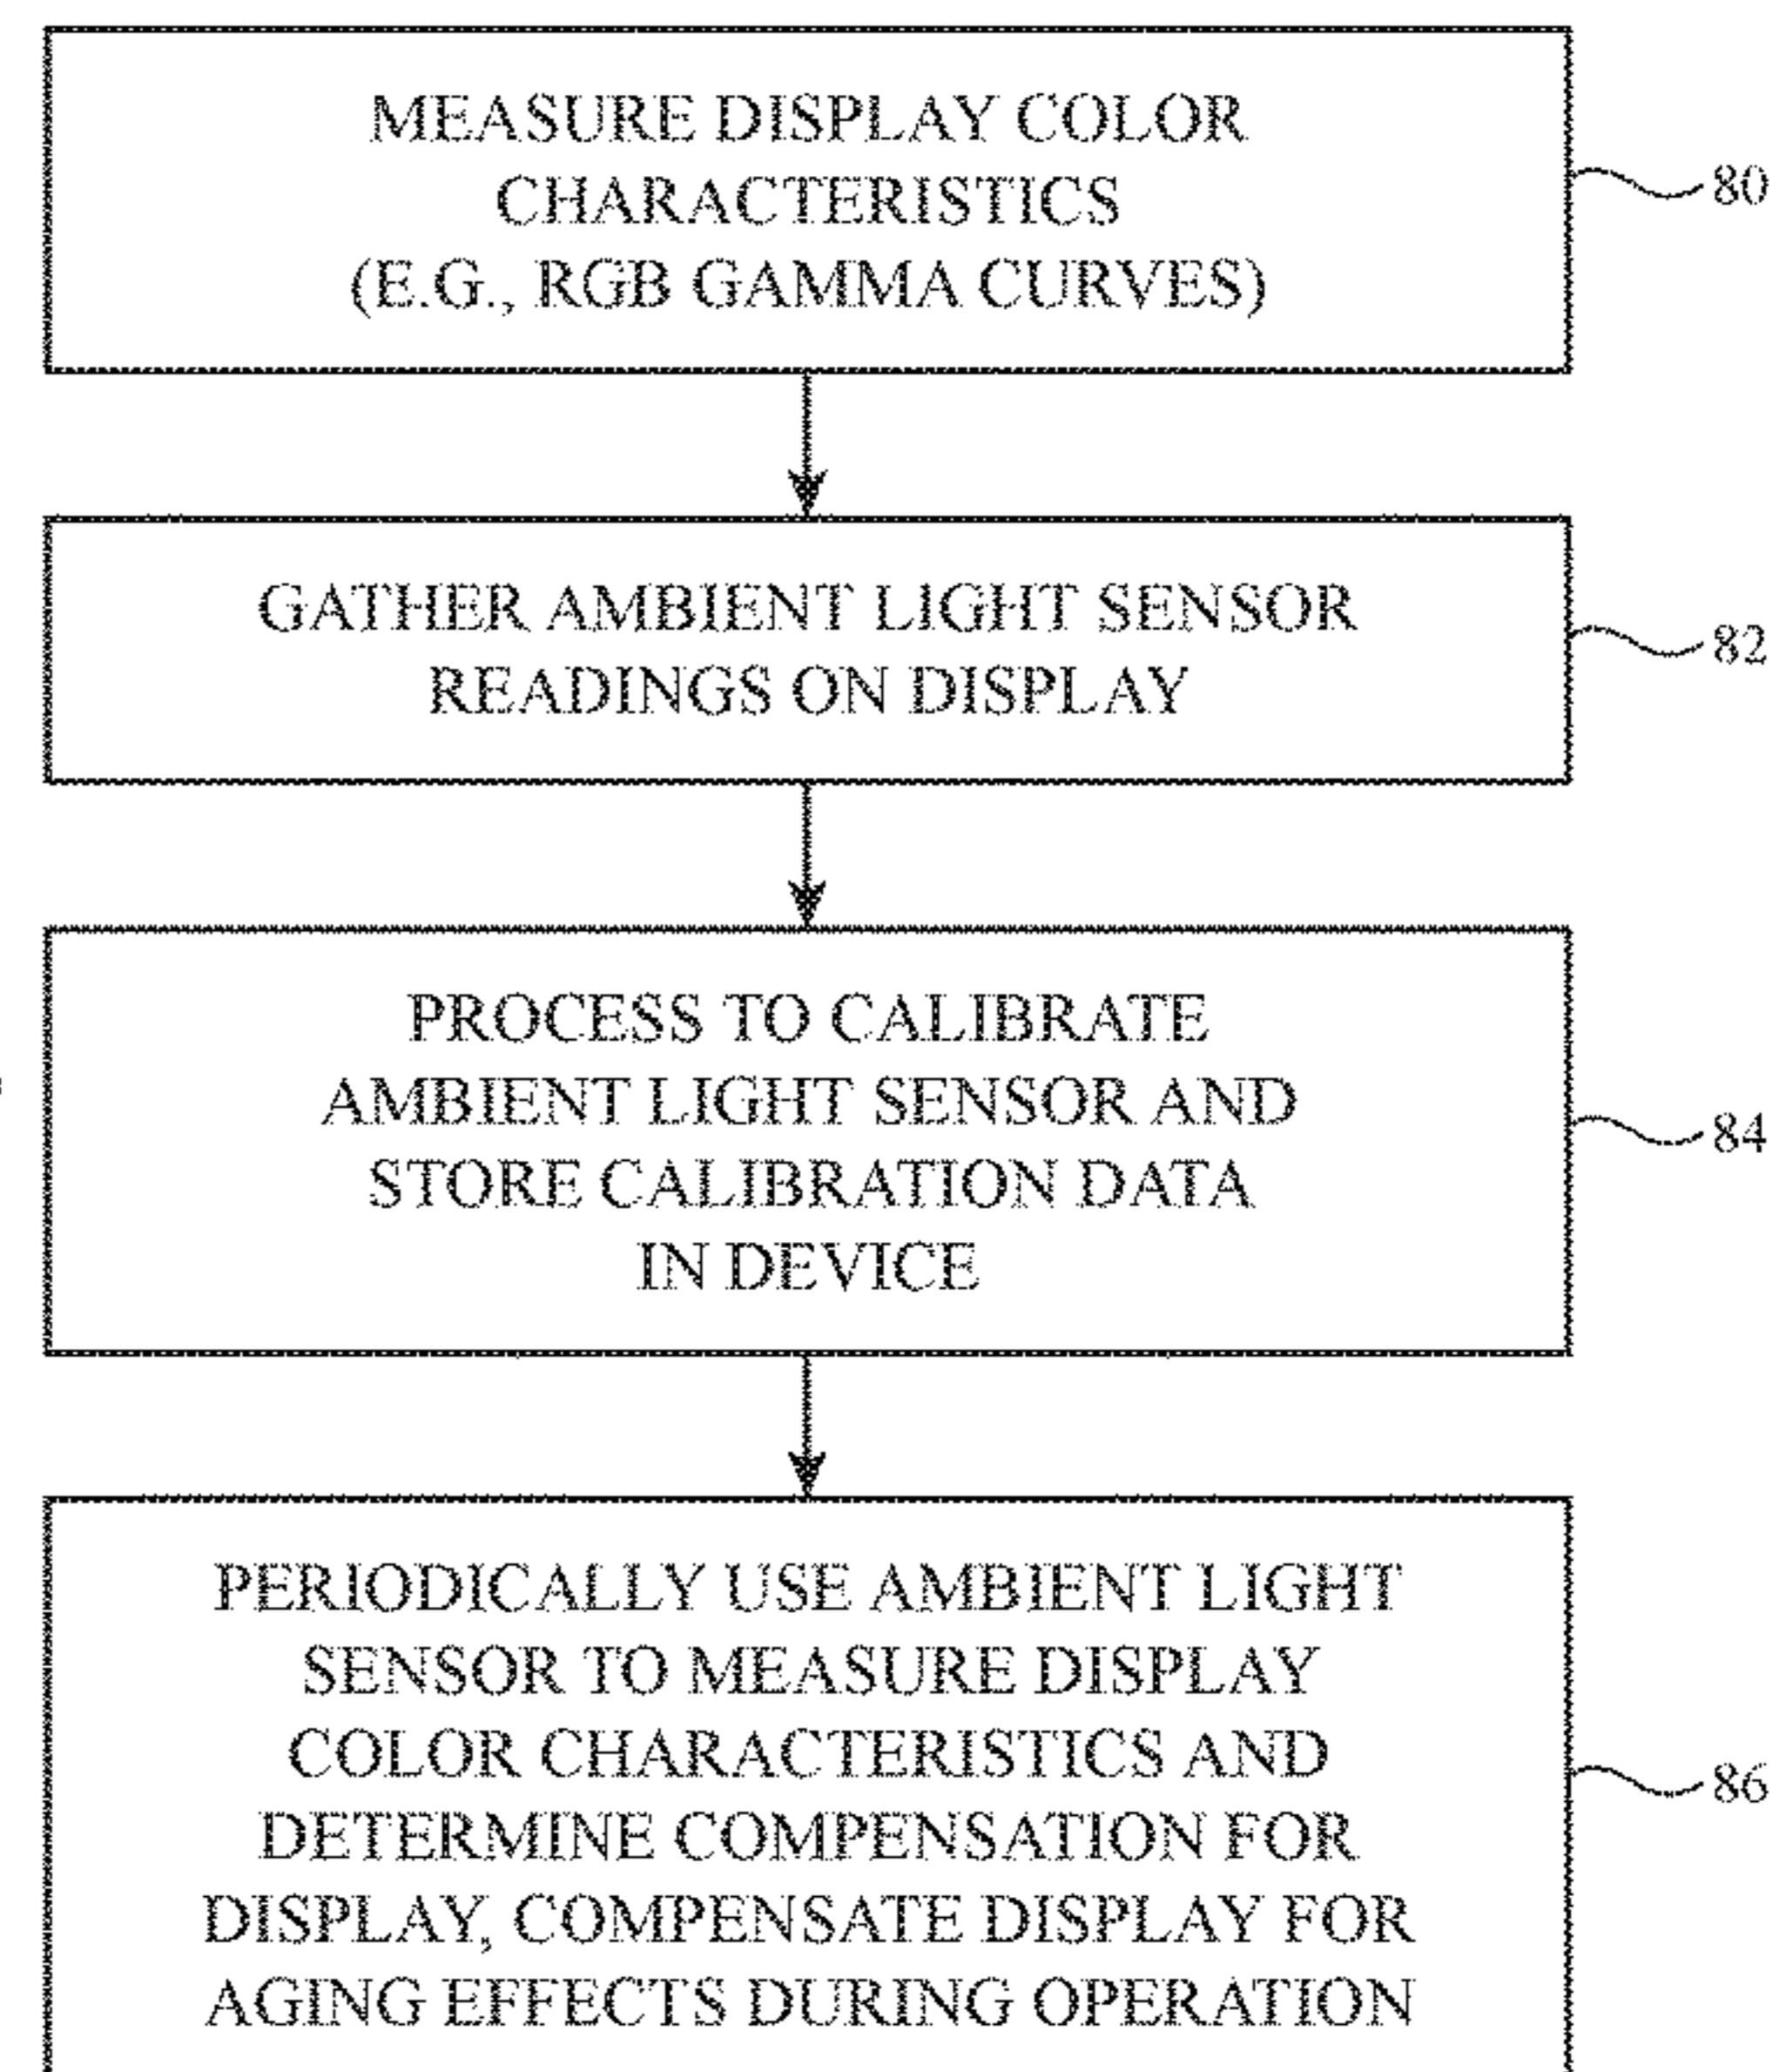 MEASURE DISPLAY COLOR
CHARACTERISTICS
(E.G., RGB GAMMA CURVES)
80
GATHER AMBIENT LIGHT SENSOR
READINGS ON DISPLAY
82
PROCESS TO CALIBRATE
AMBIENT LIGHT SENSOR AND
STORE CALIBRATION DATA
IN DEVICE
84
PERIODICALLY USE AMBIENT LIGHT
SENSOR TO MEASURE DISPLAY
COLOR CHARACTERISTICS AND
DETERMINE COMPENSATION FOR
DISPLAY, COMPENSATE DISPLAY FOR
AGING EFFECTS DURING OPERATION
86